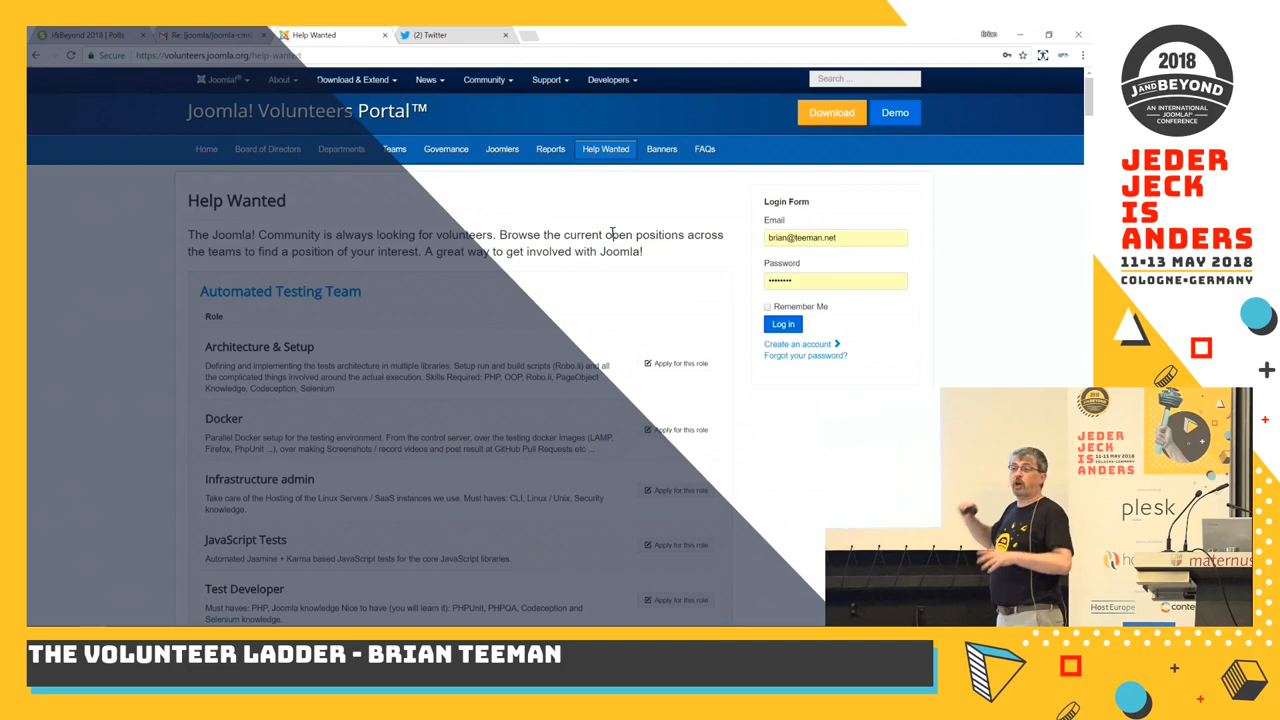 J&Beyond 2018 | Polls
Re: [joomla/joomla-cms
Help Wanted
(2) Twitter
Brian
Secure
https://volunteers.joomla.org/help-wanted
Joomla!®
About
Download & Extend
News
Community
Support
Developers
Search ...
Joomla! Volunteers Portal™
Download
Demo
Home
Board of Directors
Departments
Teams
Governance
Joomlers
Reports
Help Wanted
Banners
FAQs
Help Wanted
The Joomla! Community is always looking for volunteers. Browse the current open positions across
the teams to find a position of your interest. A great way to get involved with Joomla!
Automated Testing Team
Role
Architecture & Setup
Defining and implementing the tests architecture in multiple libraries. Setup run and build scripts (Robo.li) and all
the complicated things involved around the actual execution. Skills Required: PHP, OOP, Robo.li, PageObject
Knowledge, Codeception, Selenium
Apply for this role
Docker
Parallel Docker setup for the testing environment. From the control server, over the testing docker images (LAMP,
Firefox, PhpUnit ...), over making Screenshots / record videos and post result at GitHub Pull Requests etc ...
Apply for this role
Infrastructure admin
Take care of the Hosting of the Linux Servers / SaaS instances we use. Must haves: CLI, Linux / Unix, Security
knowledge.
Apply for this role
JavaScript Tests
Automated Jasmine + Karma based JavaScript tests for the core JavaScript libraries.
Apply for this role
Test Developer
Must haves: PHP, Joomla knowledge Nice to have (you will learn it): PHPUnit, PHPQA, Codeception and
Selenium knowledge.
Apply for this role
Login Form
Email
brian@teeman.net
Password
••••••••
Remember Me
Log in
Create an account
Forgot your password?
2018
JANDBEYOND
AN INTERNATIONAL
JOOMLA!®
CONFERENCE
JEDER
JECK
IS
ANDERS
11-13 MAY 2018
COLOGNE•GERMANY
JEDER
JECK
IS
ANDERS
11-13 MAY 2018
COLOGNE•GERMANY
plesk
maternus
HostEurope
THE VOLUNTEER LADDER - BRIAN TEEMAN